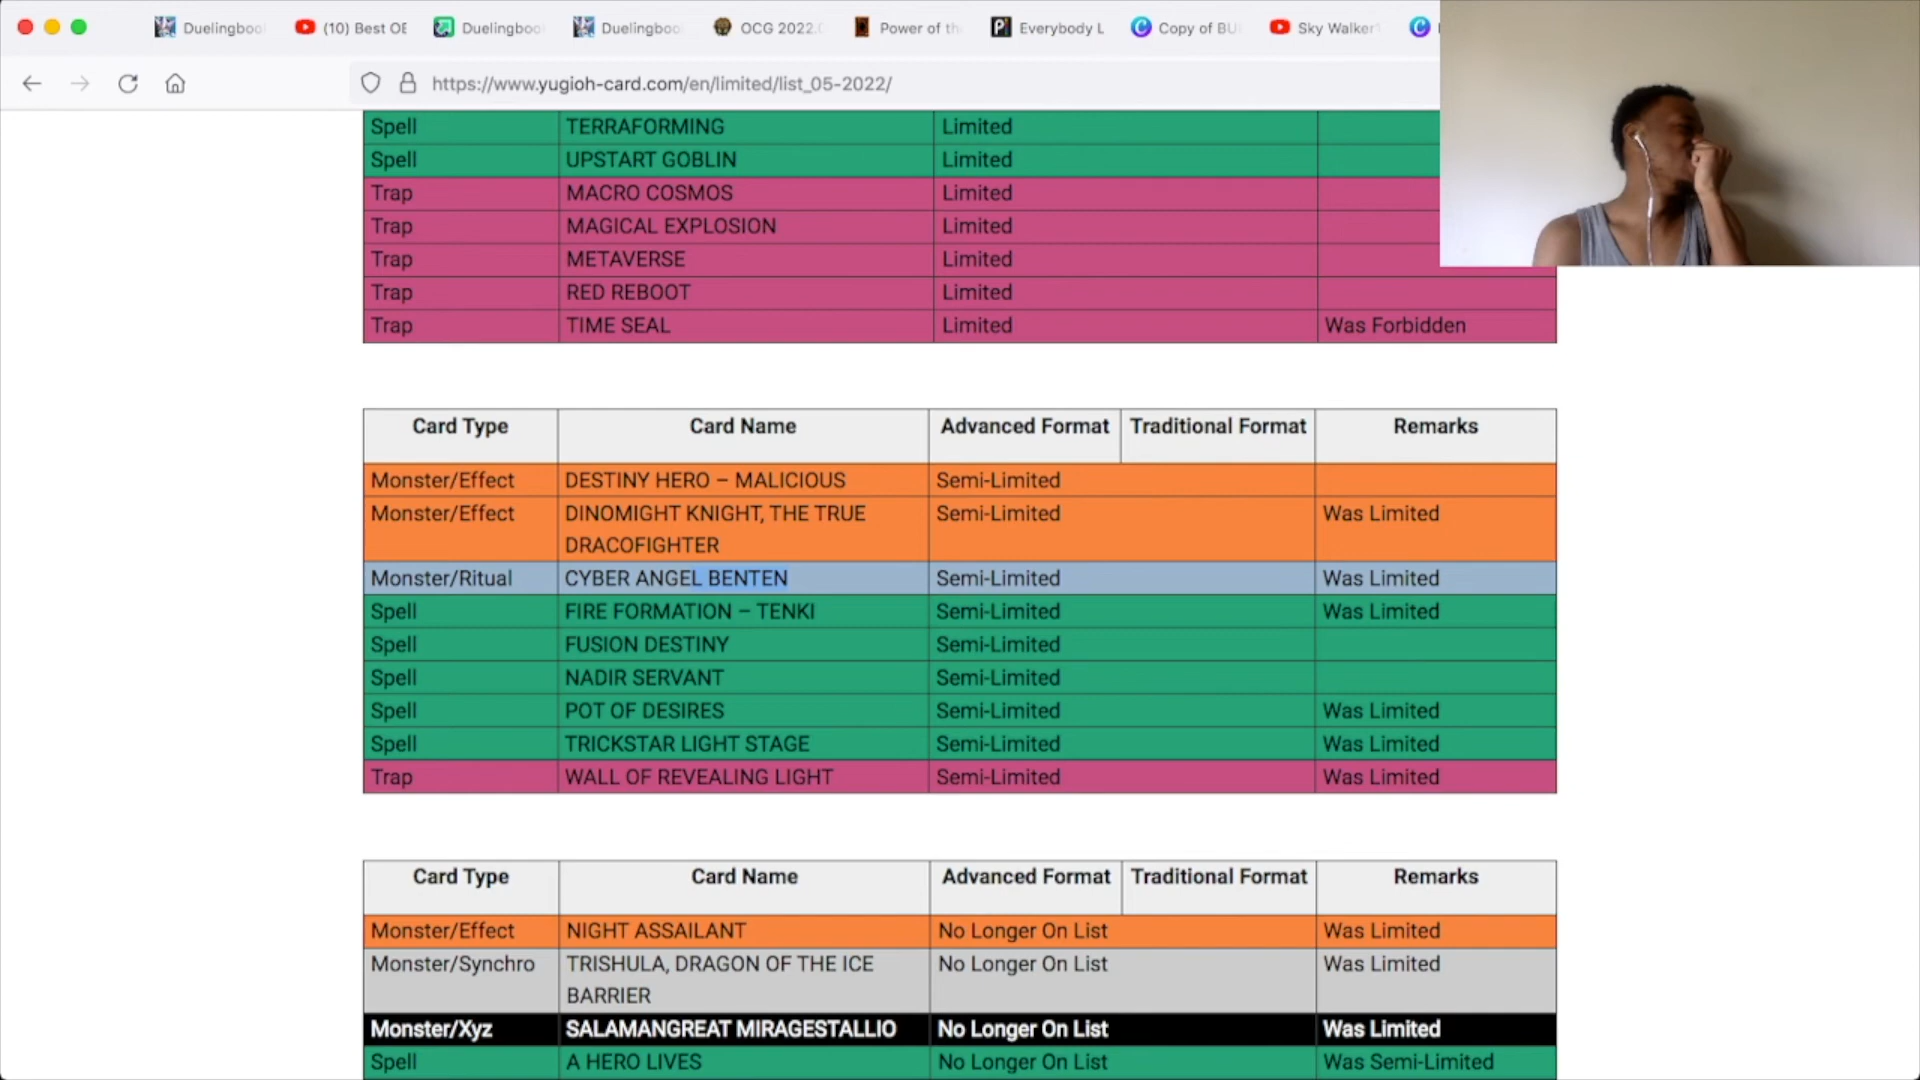 Duelingboo
(10) Best OE
Duelingboo
Duelingboo
OCG 2022.
Power of th
Everybody L
Copy of BU
Sky Walker
https://www.yugioh-card.com/en/limited/list_05-2022/
Spell TERRAFORMING Limited
Spell UPSTART GOBLIN Limited
Trap MACRO COSMOS Limited
Trap MAGICAL EXPLOSION Limited
Trap METAVERSE Limited
Trap RED REBOOT Limited
Trap TIME SEAL Limited Was Forbidden
Card Type Card Name Advanced Format Traditional Format Remarks
Monster/Effect DESTINY HERO – MALICIOUS Semi-Limited
Monster/Effect DINOMIGHT KNIGHT, THE TRUE Semi-Limited Was Limited
DRACOFIGHTER
Monster/Ritual CYBER ANGEL BENTEN Semi-Limited Was Limited
Spell FIRE FORMATION – TENKI Semi-Limited Was Limited
Spell FUSION DESTINY Semi-Limited
Spell NADIR SERVANT Semi-Limited
Spell POT OF DESIRES Semi-Limited Was Limited
Spell TRICKSTAR LIGHT STAGE Semi-Limited Was Limited
Trap WALL OF REVEALING LIGHT Semi-Limited Was Limited
Card Type Card Name Advanced Format Traditional Format Remarks
Monster/Effect NIGHT ASSAILANT No Longer On List Was Limited
Monster/Synchro TRISHULA, DRAGON OF THE ICE No Longer On List Was Limited
BARRIER
Monster/Xyz SALAMANGREAT MIRAGESTALLIO No Longer On List Was Limited
Spell A HERO LIVES No Longer On List Was Semi-Limited